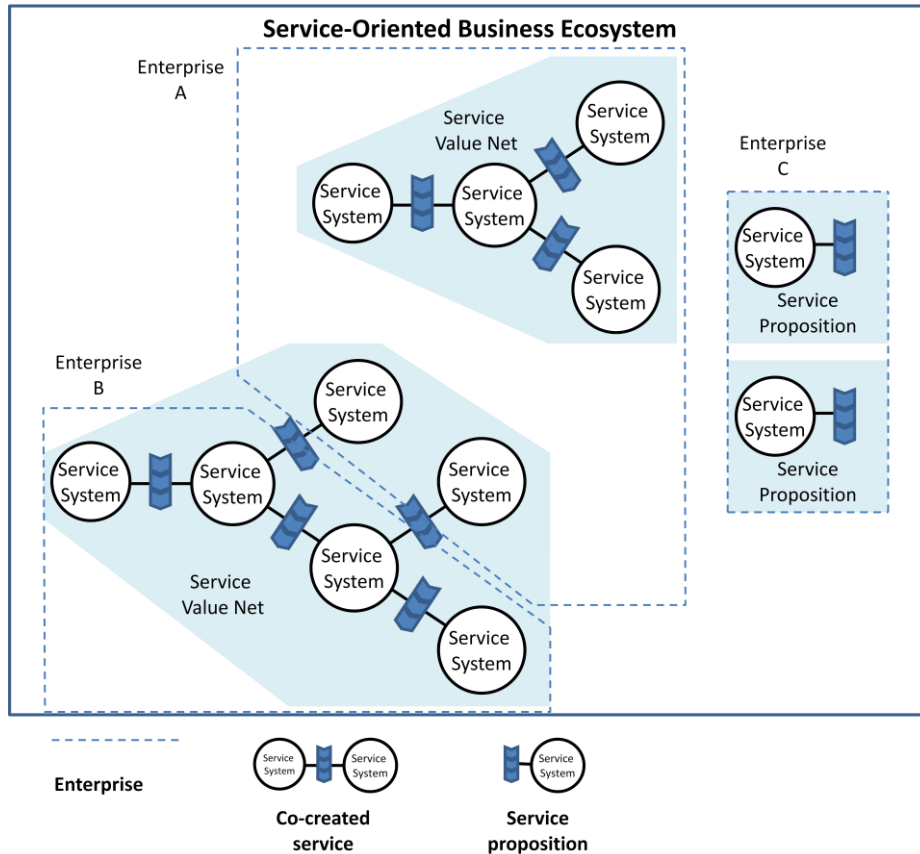 Service-Oriented Business Ecosystem
Enterprise
A
Service
Value Net
Service
System
Service
System
Service
System
Service
System
Enterprise
C
Service
System
Service
Proposition
Service
System
Service
Proposition
Enterprise
B
Service
System
Service
System
Service
System
Service
System
Service
System
Service
System
Service
Value Net
Enterprise
Service
System
Service
System
Co-created
service
Service
System
Service
proposition